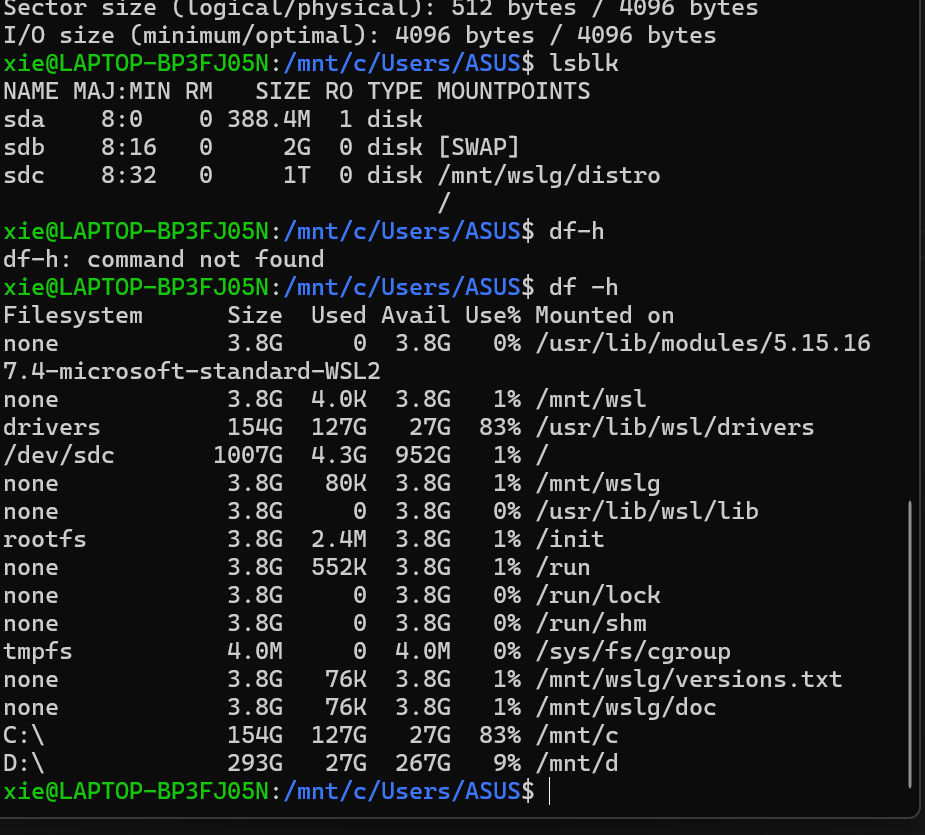 Sector size (logical/physical): 512 bytes / 4096 bytes
I/O size (minimum/optimal): 4096 bytes / 4096 bytes
xie@LAPTOP-BP3FJ05N:/mnt/c/Users/ASUS$ lsblk
NAME MAJ:MIN RM   SIZE RO TYPE MOUNTPOINTS
sda    8:0    0 388.4M  1 disk
sdb    8:16   0     2G  0 disk [SWAP]
sdc    8:32   0     1T  0 disk /mnt/wslg/distro
                               /
xie@LAPTOP-BP3FJ05N:/mnt/c/Users/ASUS$ df-h
df-h: command not found
xie@LAPTOP-BP3FJ05N:/mnt/c/Users/ASUS$ df -h
Filesystem      Size  Used Avail Use% Mounted on
none            3.8G     0  3.8G   0% /usr/lib/modules/5.15.16
7.4-microsoft-standard-WSL2
none            3.8G  4.0K  3.8G   1% /mnt/wsl
drivers         154G  127G   27G  83% /usr/lib/wsl/drivers
/dev/sdc       1007G  4.3G  952G   1% /
none            3.8G   80K  3.8G   1% /mnt/wslg
none            3.8G     0  3.8G   0% /usr/lib/wsl/lib
rootfs          3.8G  2.4M  3.8G   1% /init
none            3.8G  552K  3.8G   1% /run
none            3.8G     0  3.8G   0% /run/lock
none            3.8G     0  3.8G   0% /run/shm
tmpfs           4.0M     0  4.0M   0% /sys/fs/cgroup
none            3.8G   76K  3.8G   1% /mnt/wslg/versions.txt
none            3.8G   76K  3.8G   1% /mnt/wslg/doc
C:\             154G  127G   27G  83% /mnt/c
D:\             293G   27G  267G   9% /mnt/d
xie@LAPTOP-BP3FJ05N:/mnt/c/Users/ASUS$